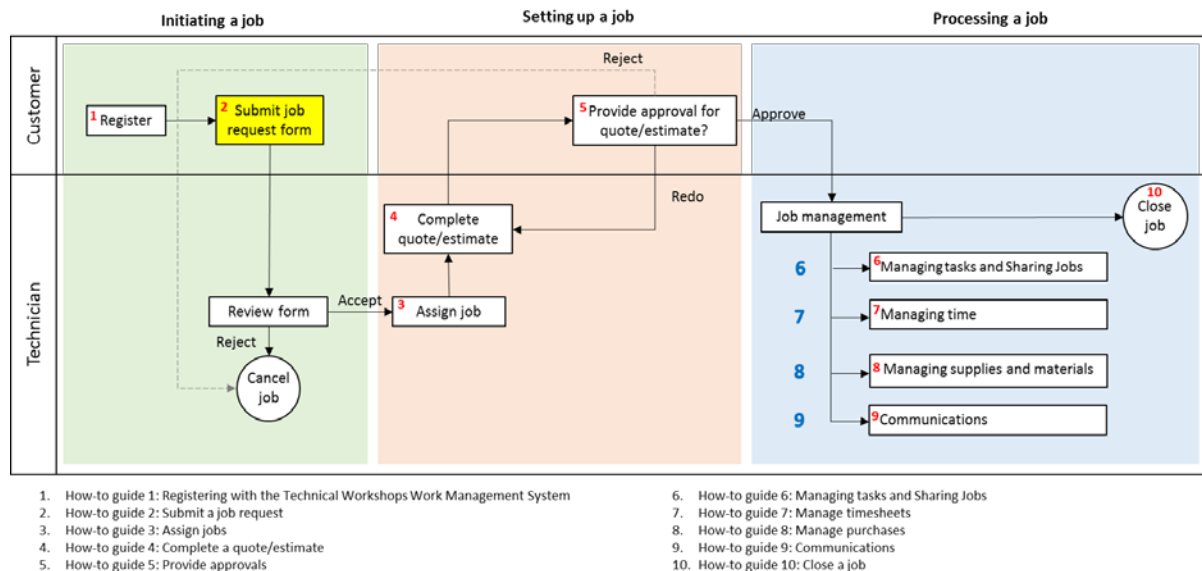 Initiating a job
Setting up a job
Processing a job
Customer
Reject
1 Register
2 Submit job
request form
5 Provide approval for
quote/estimate?
Approve
Technician
Redo
4 Complete
quote/estimate
Job management
10
Close
job
6
6 Managing tasks and Sharing Jobs
Review form
Accept
3 Assign job
7
7 Managing time
Reject
Cancel
job
8
8 Managing supplies and materials
9
9 Communications
1. How-to guide 1: Registering with the Technical Workshops Work Management System
2. How-to guide 2: Submit a job request
3. How-to guide 3: Assign jobs
4. How-to guide 4: Complete a quote/estimate
5. How-to guide 5: Provide approvals
6. How-to guide 6: Managing tasks and Sharing Jobs
7. How-to guide 7: Manage timesheets
8. How-to guide 8: Manage purchases
9. How-to guide 9: Communications
10. How-to guide 10: Close a job